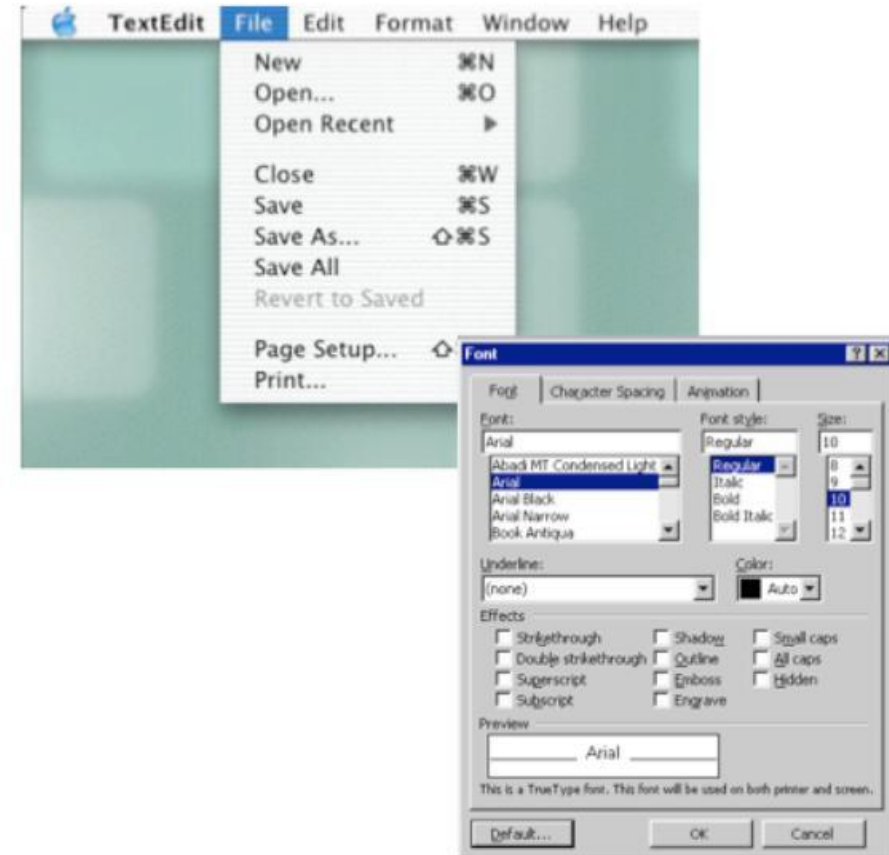 TextEdit File Edit Format Window Help
New ⌘N
Open... ⌘O
Open Recent
Close ⌘W
Save ⌘S
Save As... ⇧⌘S
Save All
Revert to Saved
Page Setup... ⇧
Print...
Font
Font Character Spacing Animation
Font: Font style: Size:
Arial Regular 10
Abadi MT Condensed Light Regular 8
Arial Italic 9
Arial Black Bold 10
Arial Narrow Bold Italic 11
Book Antiqua 12
Underline: Color:
(none) Auto
Effects
Strikethrough Shadow Small caps
Double strikethrough Outline All caps
Superscript Emboss Hidden
Subscript Engrave
Preview
Arial
This is a TrueType font. This font will be used on both printer and screen.
Default... OK Cancel